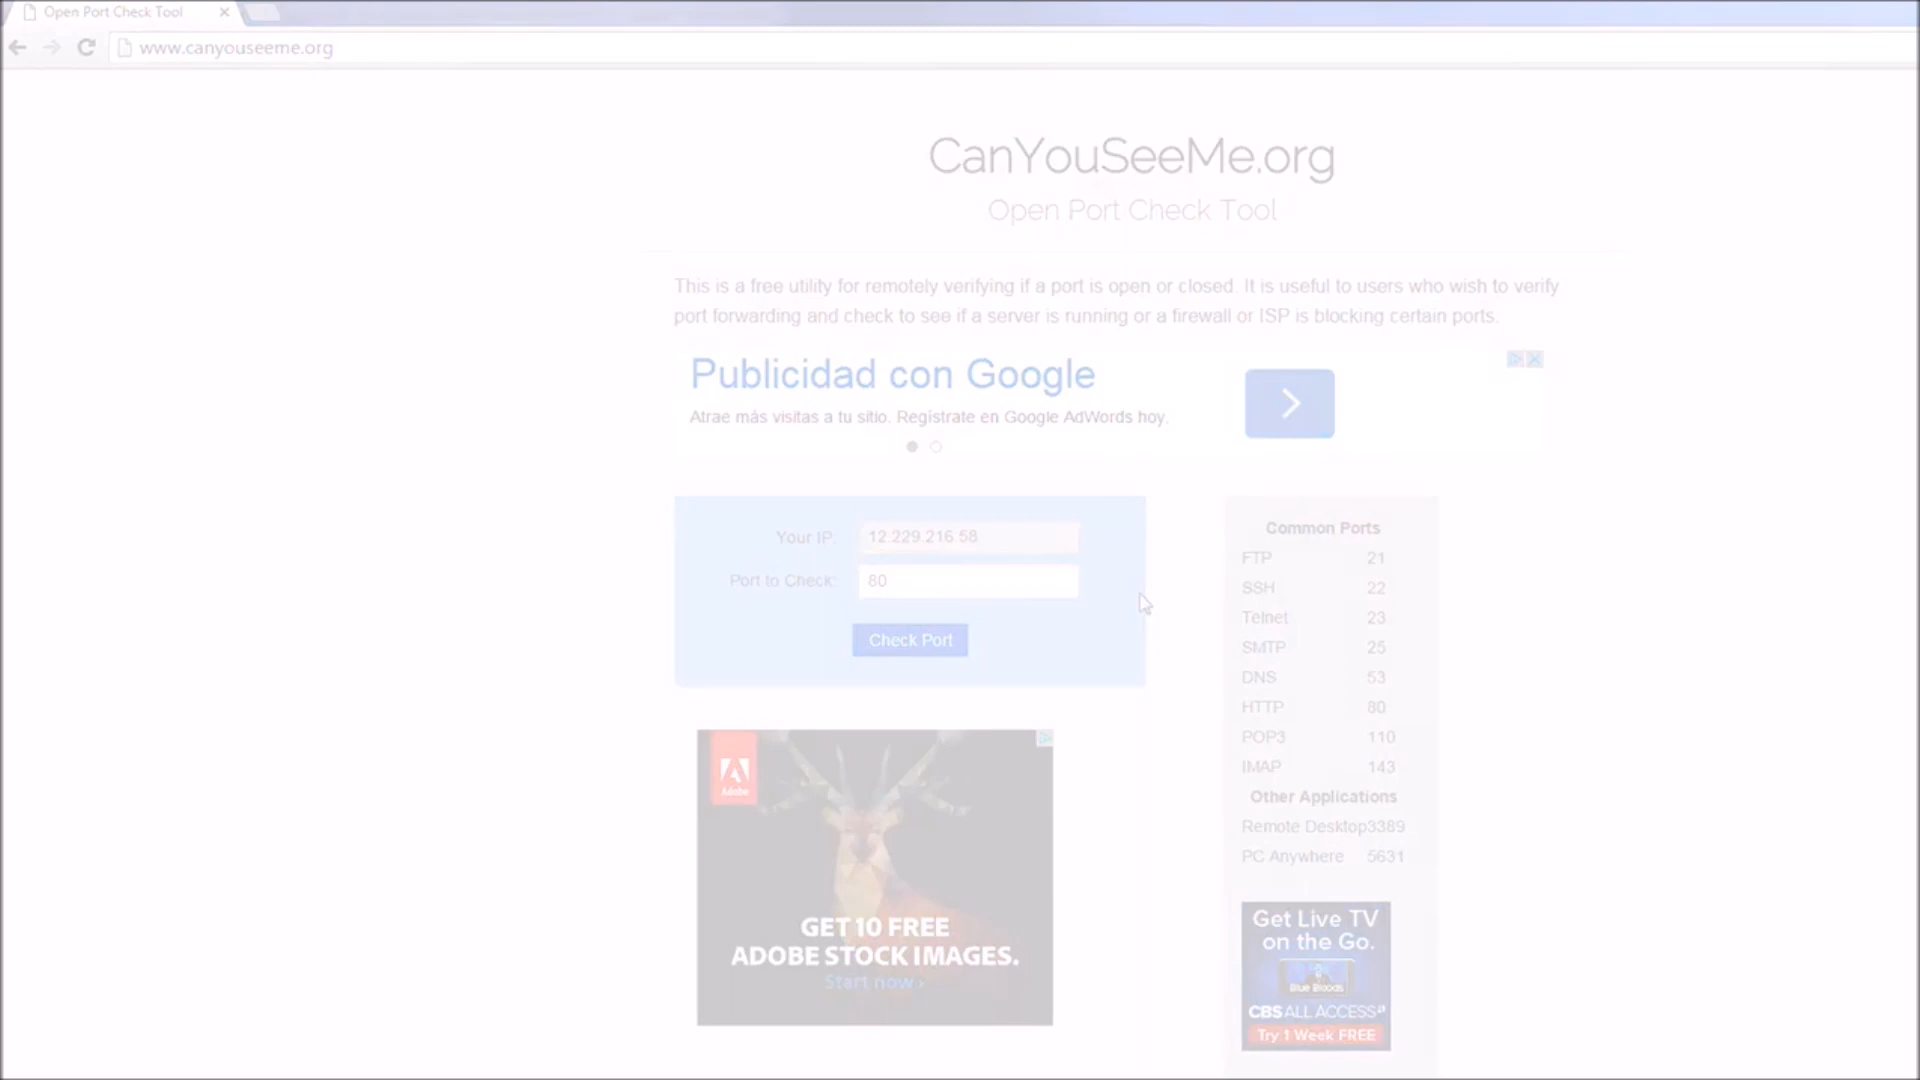 Open Port Check Tool
www.canyouseeme.org
CanYouSeeMe.org
Open Port Check Tool
This is a free utility for remotely verifying if a port is open or closed. It is useful to users who wish to verify
port forwarding and check to see if a server is running or a firewall or ISP is blocking certain ports.
Publicidad con Google
Atrae más visitas a tu sitio. Regístrate en Google AdWords hoy.
Your IP: 12.229.216.58
Port to Check: 80
Check Port
Common Ports
FTP 21
SSH 22
Telnet 23
SMTP 25
DNS 53
HTTP 80
POP3 110
IMAP 143
Other Applications
Remote Desktop 3389
PC Anywhere 5631
Adobe
GET 10 FREE
ADOBE STOCK IMAGES.
Start now ›
Get Live TV
on the Go.
Blue Bloods
CBS ALL ACCESS
Try 1 Week FREE